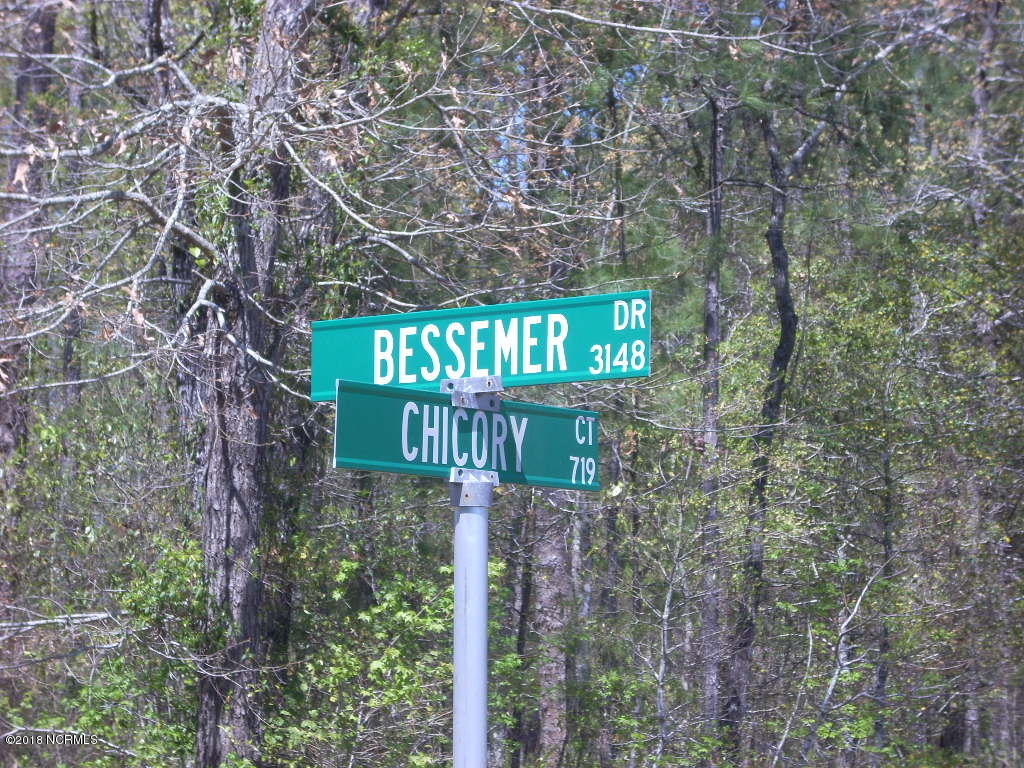 BESSEMER DR
3148
CHICORY CT
719
©2018 NCRMLS